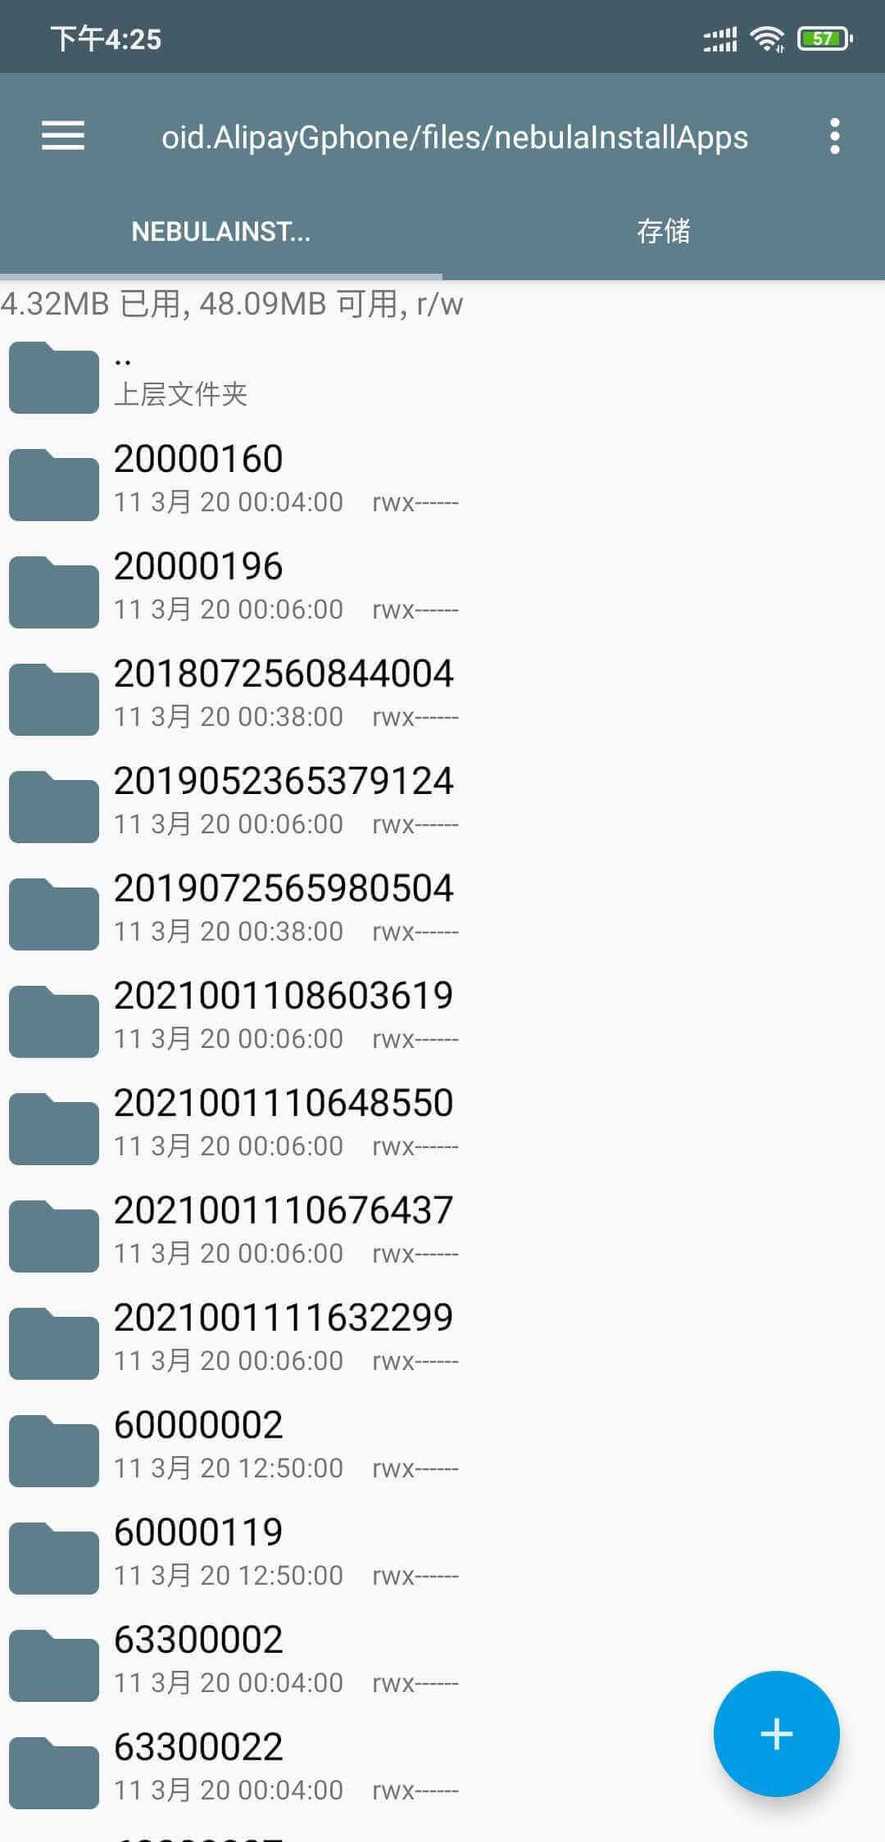 下午4:25
57
oid.AlipayGphone/files/nebulaInstallApps
NEBULAINST...
存储
4.32MB 已用, 48.09MB 可用, r/w
..
上层文件夹
20000160
11 3月 20 00:04:00 rwx------
20000196
11 3月 20 00:06:00 rwx------
2018072560844004
11 3月 20 00:38:00 rwx------
2019052365379124
11 3月 20 00:06:00 rwx------
2019072565980504
11 3月 20 00:38:00 rwx------
2021001108603619
11 3月 20 00:06:00 rwx------
2021001110648550
11 3月 20 00:06:00 rwx------
2021001110676437
11 3月 20 00:06:00 rwx------
2021001111632299
11 3月 20 00:06:00 rwx------
60000002
11 3月 20 12:50:00 rwx------
60000119
11 3月 20 12:50:00 rwx------
63300002
11 3月 20 00:04:00 rwx------
63300022
11 3月 20 00:04:00 rwx------